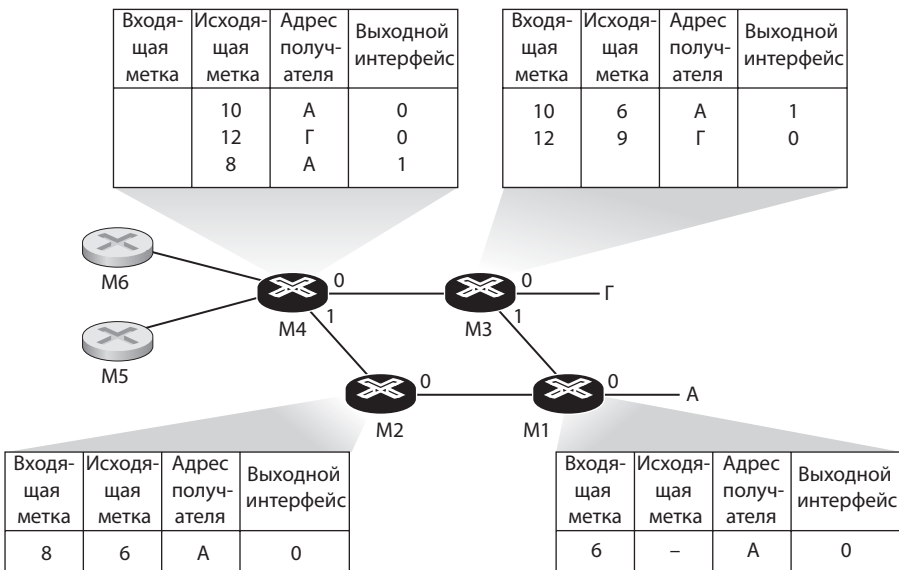 Входя-
щая
метка
Исходя-
щая
метка
Адрес
получ-
ателя
Выходной
интерфейс
10 А 0
12 Г 0
8 А 1
Входя-
щая
метка
Исходя-
щая
метка
Адрес
получ-
ателя
Выходной
интерфейс
10 6 А 1
12 9 Г 0
М6
М5
0
М4
1
0
М3
1
Г
0
М2
0
М1
А
Входя-
щая
метка
Исходя-
щая
метка
Адрес
получ-
ателя
Выходной
интерфейс
8 6 А 0
Входя-
щая
метка
Исходя-
щая
метка
Адрес
получ-
ателя
Выходной
интерфейс
6 – А 0